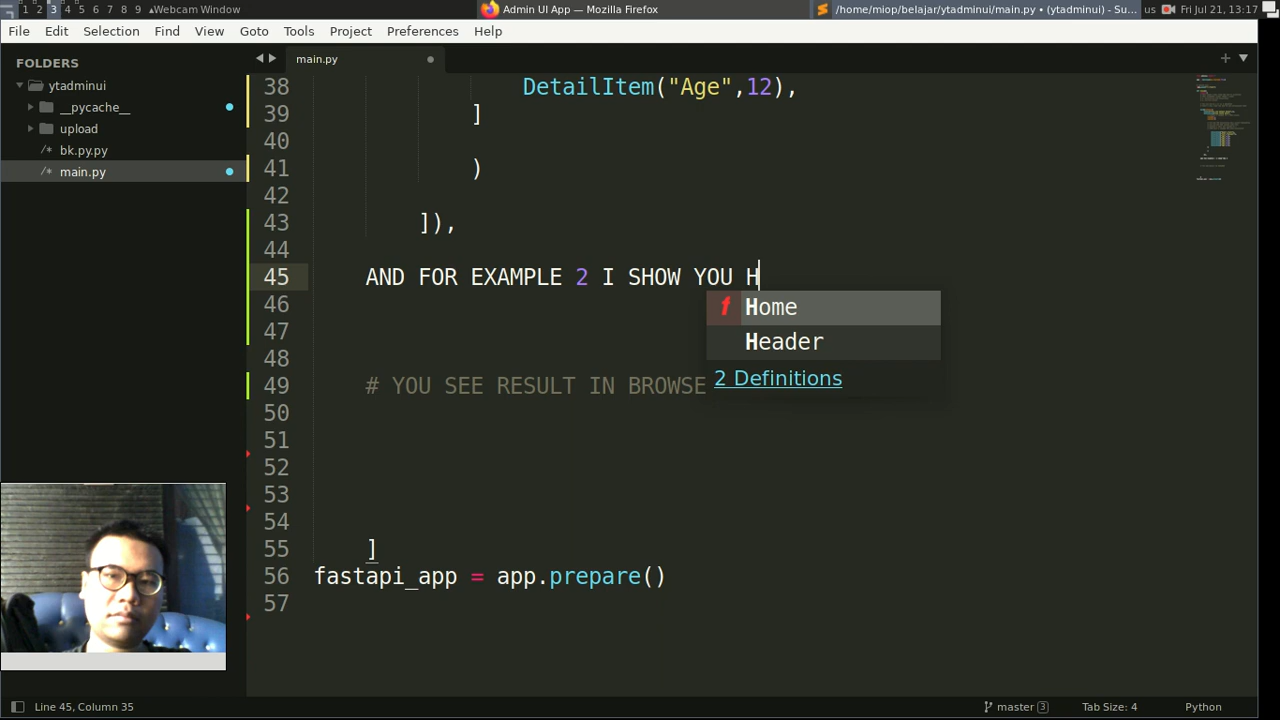 1 2 3 4 5 6 7 8 9 ▴Webcam Window
Admin UI App — Mozilla Firefox
/home/miop/belajar/ytadminui/main.py • (ytadminui) - Su...
us
Fri Jul 21, 13:17
File Edit Selection Find View Goto Tools Project Preferences Help
FOLDERS
ytadminui
__pycache__
upload
/* bk.py.py
/* main.py
main.py
38 DetailItem("Age",12),
39 ]
40
41 )
42
43 ]),
44
45 AND FOR EXAMPLE 2 I SHOW YOU H
46
47
48
49 # YOU SEE RESULT IN BROWSE
50
51
52
53
54
55 ]
56 fastapi_app = app.prepare()
57
f Home
Header
2 Definitions
Line 45, Column 35
master 3
Tab Size: 4
Python